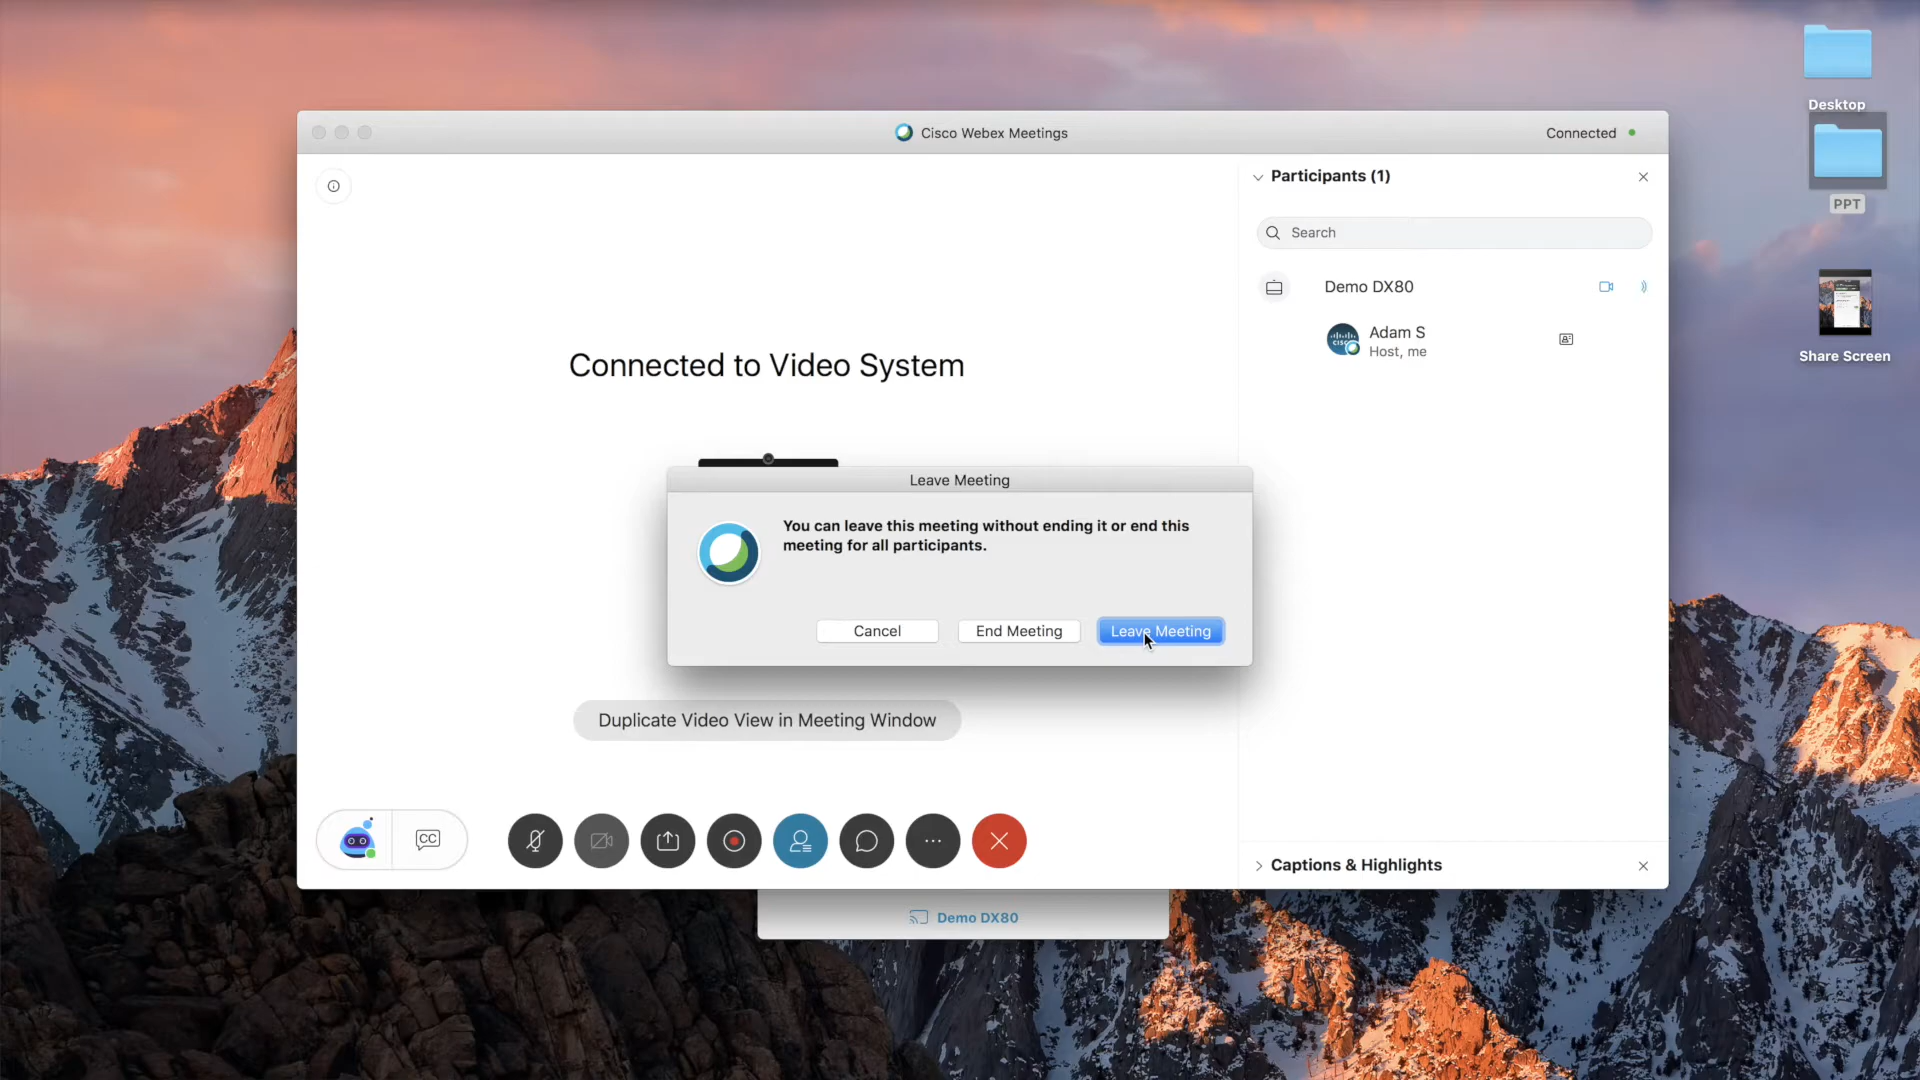 Desktop
PPT
Share Screen
Cisco Webex Meetings
Connected
Participants (1)
Search
Demo DX80
Adam S
Host, me
Connected to Video System
Leave Meeting
You can leave this meeting without ending it or end this
meeting for all participants.
Cancel
End Meeting
Leave Meeting
Duplicate Video View in Meeting Window
CC
Captions & Highlights
Demo DX80
CISCO